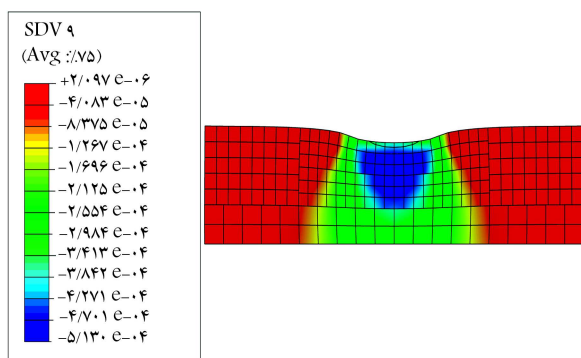 SDV ۹
(Avg :٪۷۵)
+۲/۰۹۷ e-۰۶
-۴/۰۸۳ e-۰۵
-۸/۳۷۵ e-۰۵
-۱/۲۶۷ e-۰۴
-۱/۶۹۶ e-۰۴
-۲/۱۲۵ e-۰۴
-۲/۵۵۴ e-۰۴
-۲/۹۸۴ e-۰۴
-۳/۴۱۳ e-۰۴
-۳/۸۴۲ e-۰۴
-۴/۲۷۱ e-۰۴
-۴/۷۰۱ e-۰۴
-۵/۱۳۰ e-۰۴